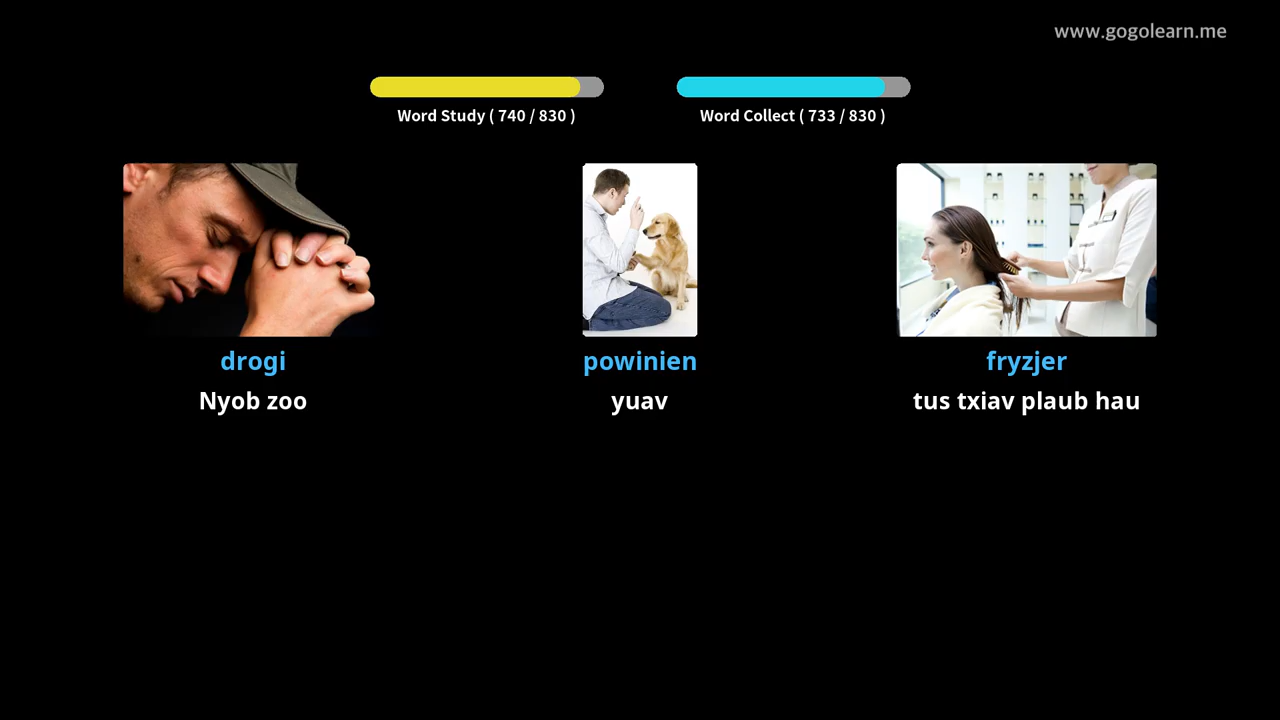 www.gogolearn.me
Word Study ( 740 / 830 )
Word Collect ( 733 / 830 )
drogi
Nyob zoo
powinien
yuav
fryzjer
tus txiav plaub hau